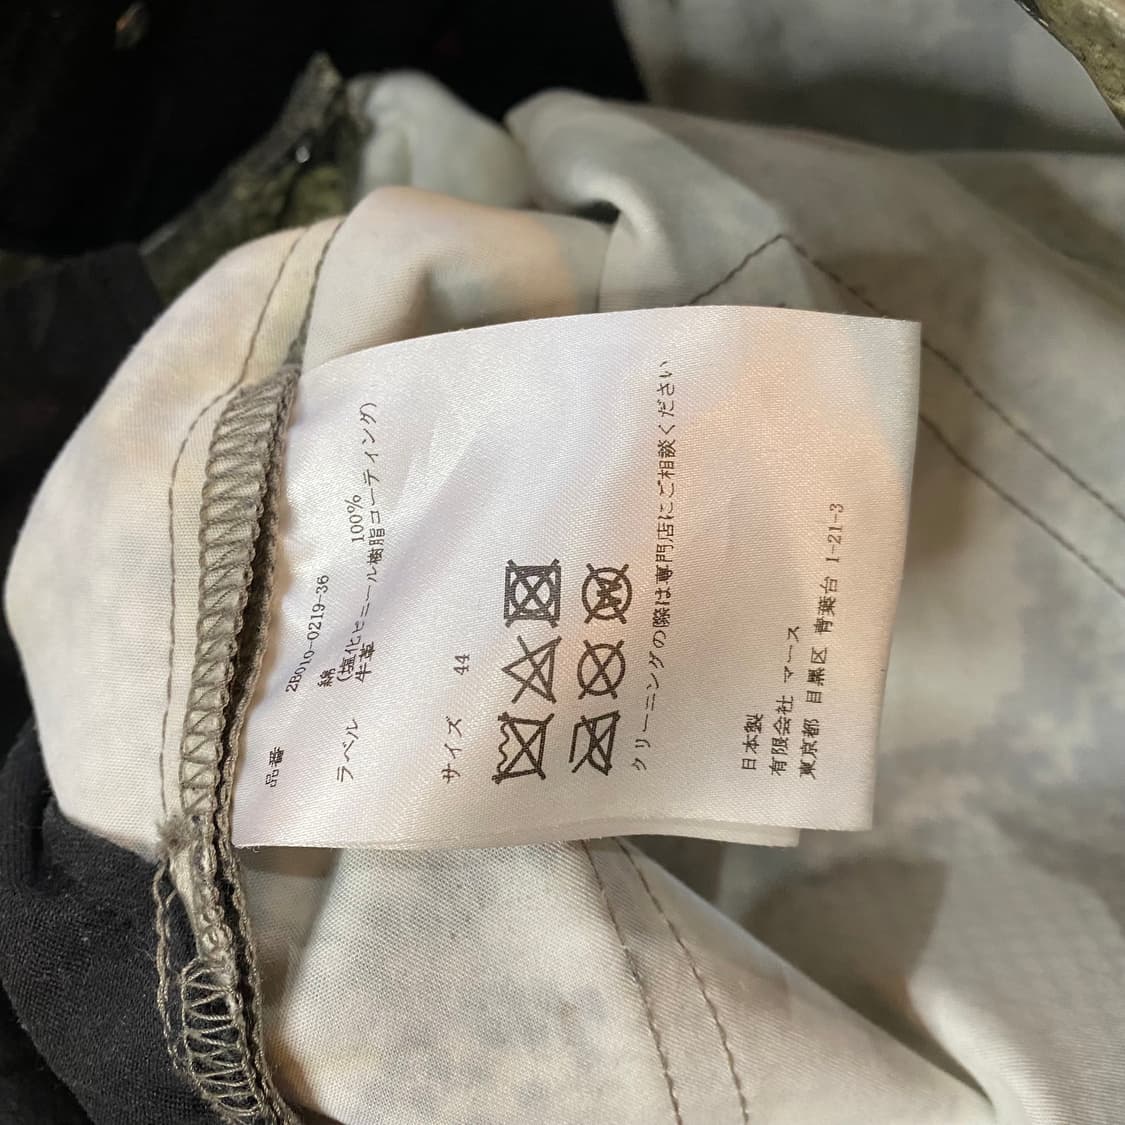 品番 2B010-0219-36
綿 100%
(塩化ビニール樹脂コーティング)
ラベル 牛革
サイズ 44
W
クリーニングの際は専門店にご相談ください
日本製
有限会社 マース
東京都 目黒区 青葉台 1-21-3